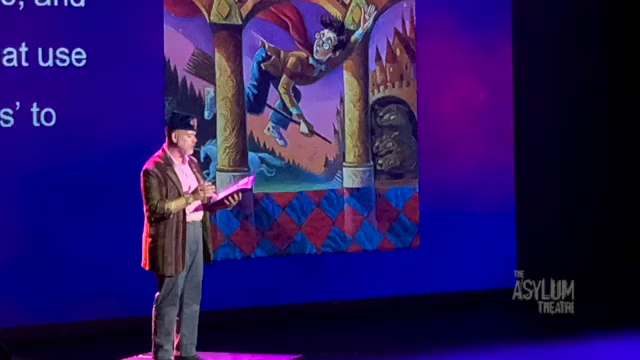 e, and
at use
s’ to
THE
ASYLUM
THEATRE